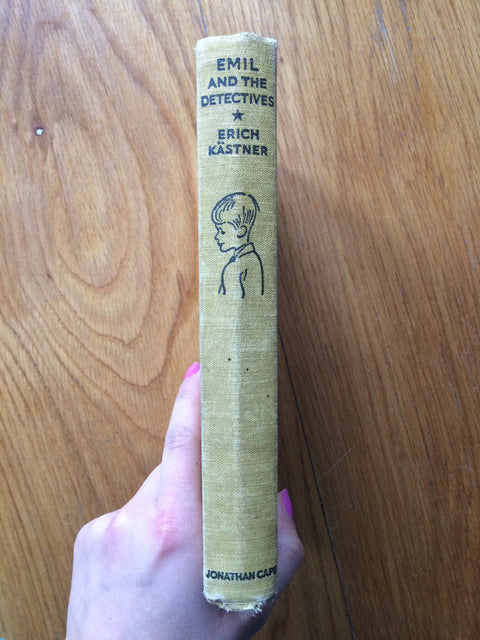 EMIL
AND THE
DETECTIVES
★
ERICH
KÄSTNER
JONATHAN CAPE